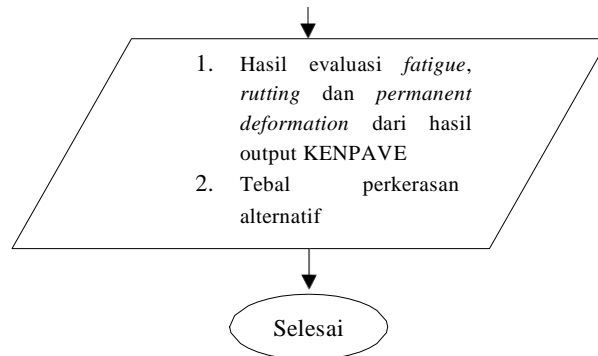 1. Hasil evaluasi fatigue,
rutting dan permanent
deformation dari hasil
output KENPAVE
2. Tebal perkerasan
alternatif
Selesai